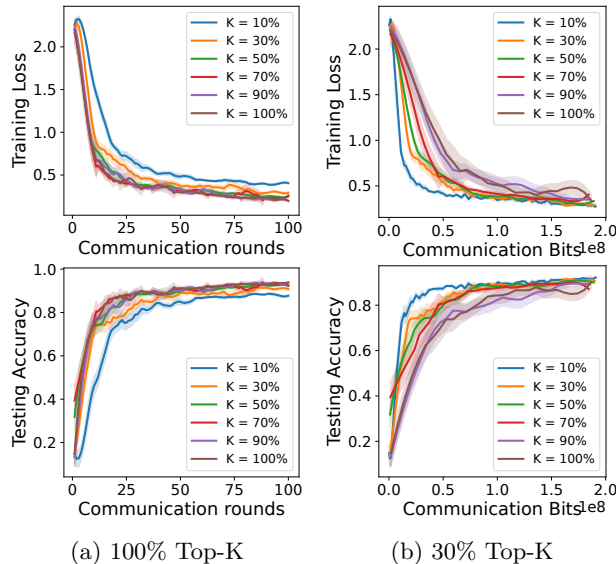 Training Loss
2.0
1.5
1.0
0.5
K = 10%
K = 30%
K = 50%
K = 70%
K = 90%
K = 100%
0 25 50 75 100
Communication rounds
Training Loss
2.0
1.5
1.0
0.5
K = 10%
K = 30%
K = 50%
K = 70%
K = 90%
K = 100%
0.0 0.5 1.0 1.5 2.0
Communication Bits 1e8
Testing Accuracy
1.0
0.8
0.6
0.4
0.2
K = 10%
K = 30%
K = 50%
K = 70%
K = 90%
K = 100%
0 25 50 75 100
Communication rounds
Testing Accuracy
0.8
0.6
0.4
0.2
K = 10%
K = 30%
K = 50%
K = 70%
K = 90%
K = 100%
0.0 0.5 1.0 1.5 2.0
Communication Bits 1e8
(a) 100% Top-K
(b) 30% Top-K